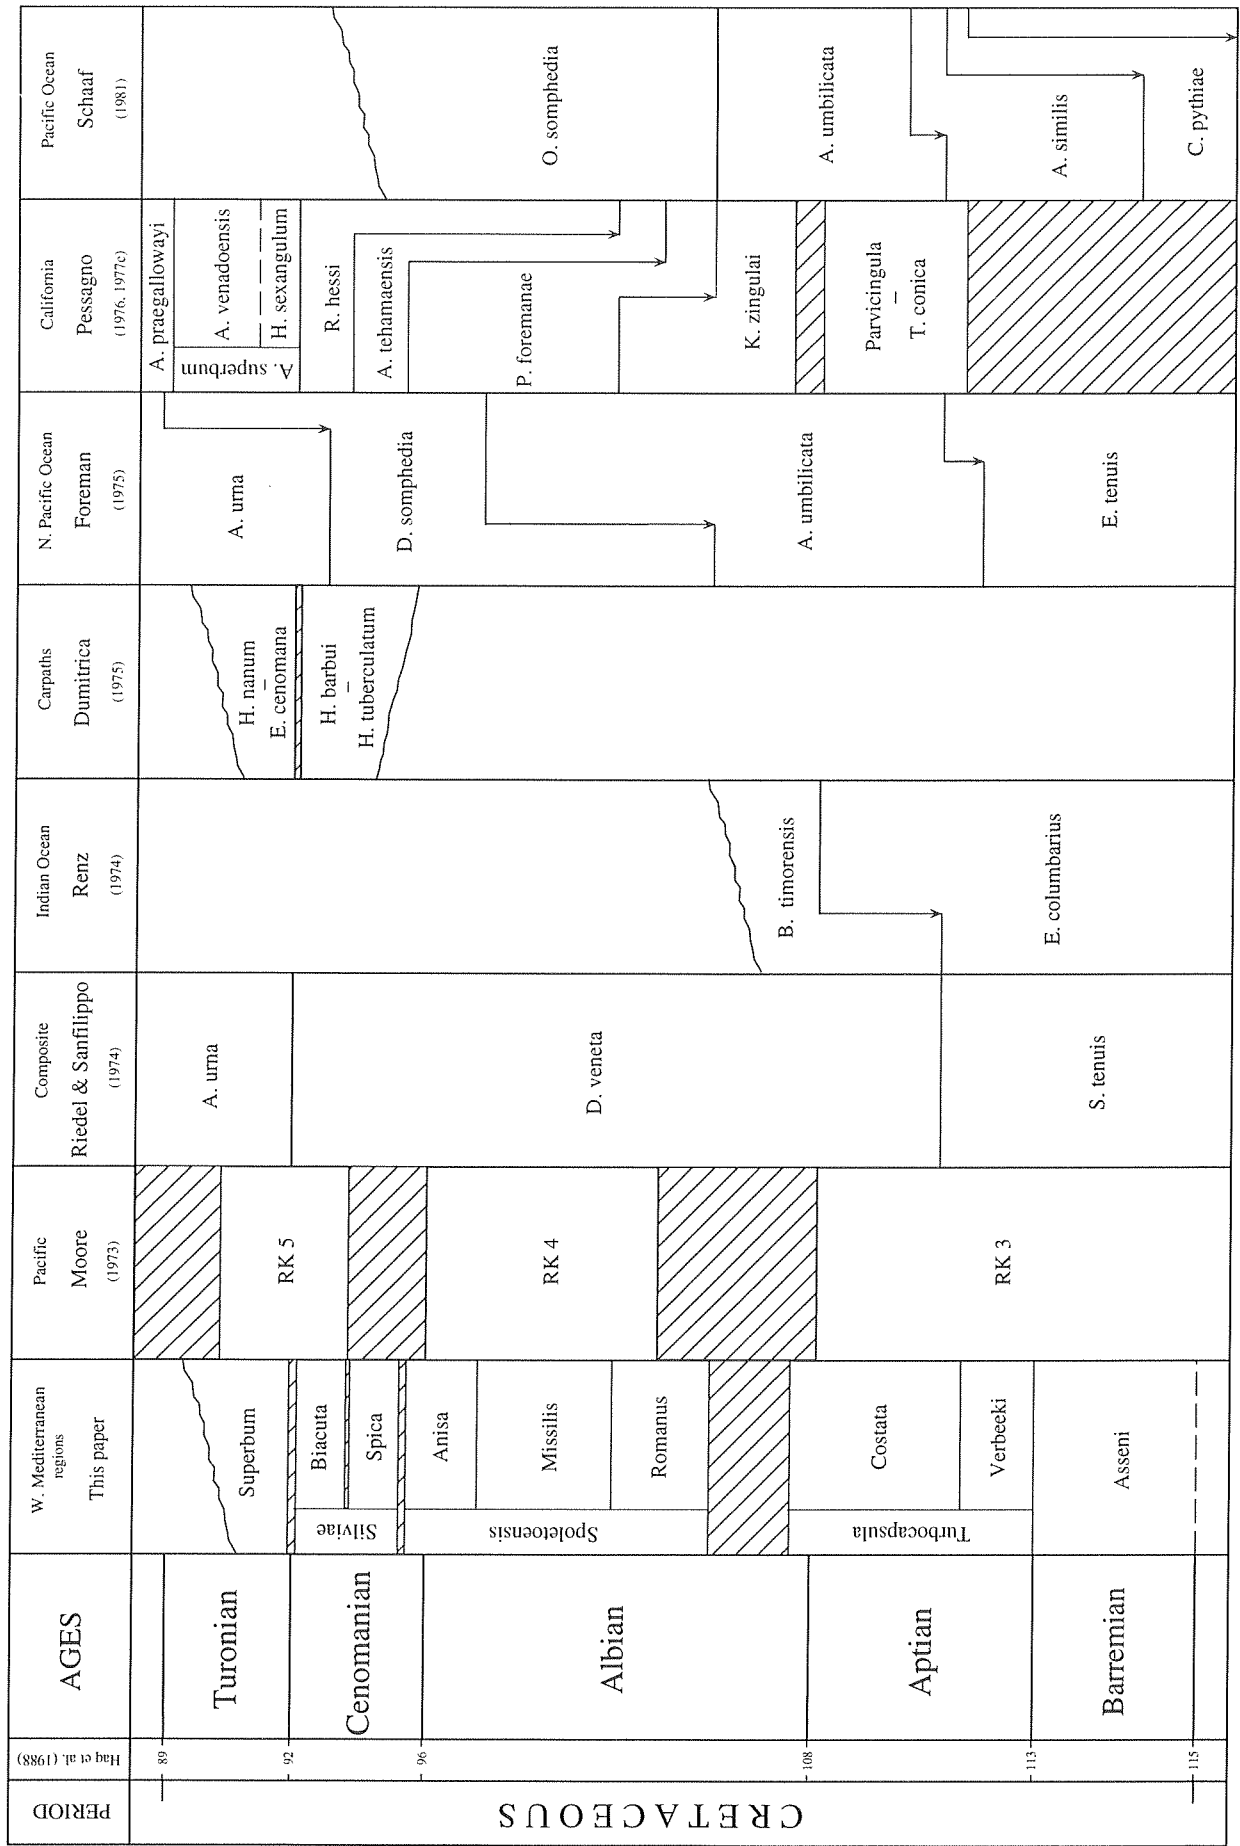 PERIOD
Haq et al. (1988)
AGES
W. Mediterranean
regions
This paper
Pacific
Moore
(1973)
Composite
Riedel & Sanfilippo
(1974)
Indian Ocean
Renz
(1974)
Carpaths
Dumitrica
(1975)
N. Pacific Ocean
Foreman
(1975)
California
Pessagno
(1976, 1977c)
Pacific Ocean
Schaaf
(1981)
CRETACEOUS
89
92
96
108
113
115
Turonian
Cenomanian
Albian
Aptian
Barremian
Superbum
Silviae
Biacuta
Spica
Spoletoensis
Anisa
Missilis
Romanus
Turbocapsula
Costata
Verbeeki
Asseni
RK 5
RK 4
RK 3
A. urna
D. veneta
S. tenuis
B. timorensis
E. columbarius
H. nanum
–
E. cenomana
H. barbui
–
H. tuberculatum
A. urna
D. somphedia
A. umbilicata
E. tenuis
A. praegallowayi
A. superbum
A. venadoensis
H. sexangulum
R. hessi
A. tehamaensis
P. foremanae
K. zingulai
Parvicingula
–
T. conica
O. somphedia
A. umbilicata
A. similis
C. pythiae